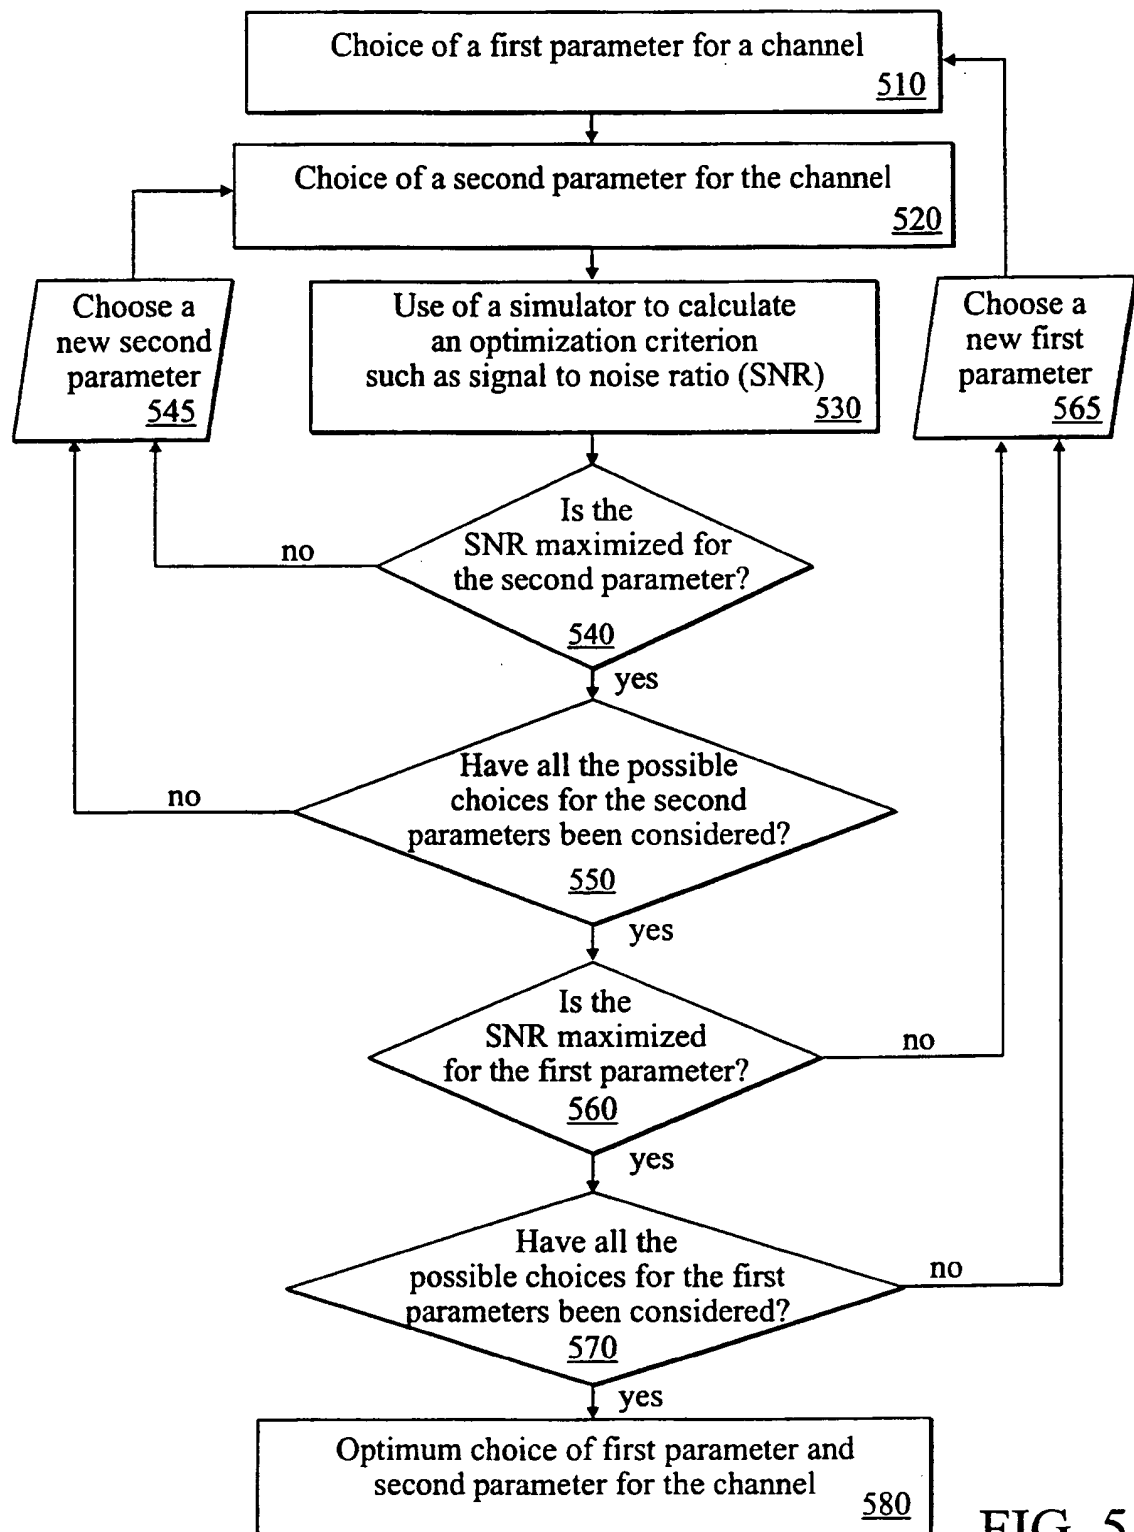 Choice of a first parameter for a channel
510
Choice of a second parameter for the channel
520
Choose a
new second
parameter
545
Use of a simulator to calculate
an optimization criterion
such as signal to noise ratio (SNR)
530
Choose a
new first
parameter
565
Is the
SNR maximized for
the second parameter?
540
no
yes
Have all the possible
choices for the second
parameters been considered?
550
no
yes
Is the
SNR maximized
for the first parameter?
560
no
yes
Have all the
possible choices for the first
parameters been considered?
570
no
yes
Optimum choice of first parameter and
second parameter for the channel
580
FIG. 5